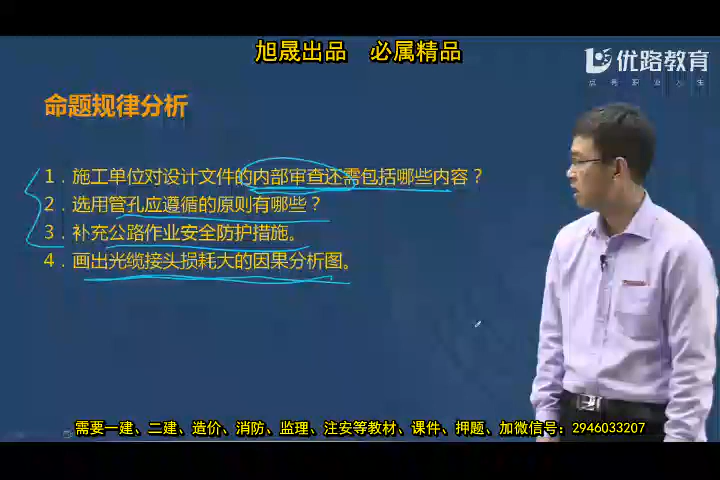 旭晟出品 必属精品
优路教育
命题规律分析
1．施工单位对设计文件的内部审查还需包括哪些内容？
2．选用管孔应遵循的原则有哪些？
3．补充公路作业安全防护措施。
4．画出光缆接头损耗大的因果分析图。
需要一建、二建、造价、消防、监理、注安等教材、课件、押题、加微信号：2946033207